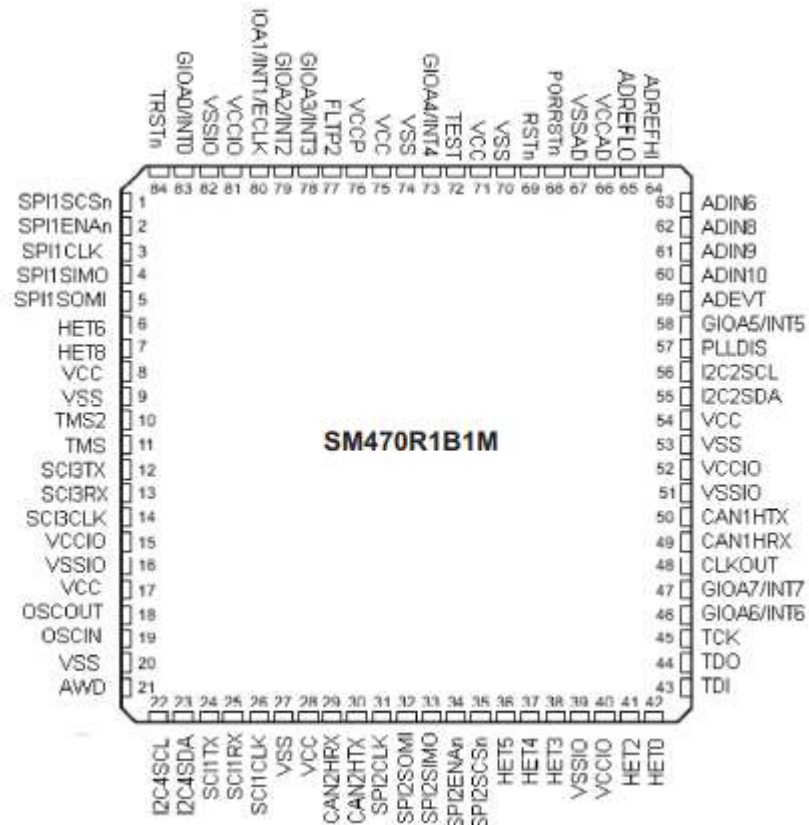 TRSTn
GIOA0/INT0
VSSIO
VCCIO
IOA1/INT1/ECLK
GIOA2/INT2
GIOA3/INT3
FLTP2
VCCP
VCC
VSS
GIOA4/INT4
TEST
VCC
VSS
RSTn
PORRSTn
VSSAD
VCCAD
ADREFLO
ADREFHI
84 83 82 81 80 79 78 77 76 75 74 73 72 71 70 69 68 67 66 65 64
SPI1SCSn 1
SPI1ENAn 2
SPI1CLK 3
SPI1SIMO 4
SPI1SOMI 5
HET6 6
HET8 7
VCC 8
VSS 9
TMS2 10
TMS 11
SCI3TX 12
SCI3RX 13
SCI3CLK 14
VCCIO 15
VSSIO 16
VCC 17
OSCOUT 18
OSCIN 19
VSS 20
AWD 21
SM470R1B1M
63 ADIN6
62 ADIN8
61 ADIN9
60 ADIN10
59 ADEVT
58 GIOA5/INT5
57 PLLDIS
56 I2C2SCL
55 I2C2SDA
54 VCC
53 VSS
52 VCCIO
51 VSSIO
50 CAN1HTX
49 CAN1HRX
48 CLKOUT
47 GIOA7/INT7
46 GIOA6/INT6
45 TCK
44 TDO
43 TDI
22 23 24 25 26 27 28 29 30 31 32 33 34 35 36 37 38 39 40 41 42
I2C4SCL
I2C4SDA
SCI1TX
SCI1RX
SCI1CLK
VSS
VCC
CAN2HRX
CAN2HTX
SPI2CLK
SPI2SOMI
SPI2SIMO
SPI2ENAn
SPI2SCSn
HET5
HET4
HET3
VSSIO
VCCIO
HET2
HET0